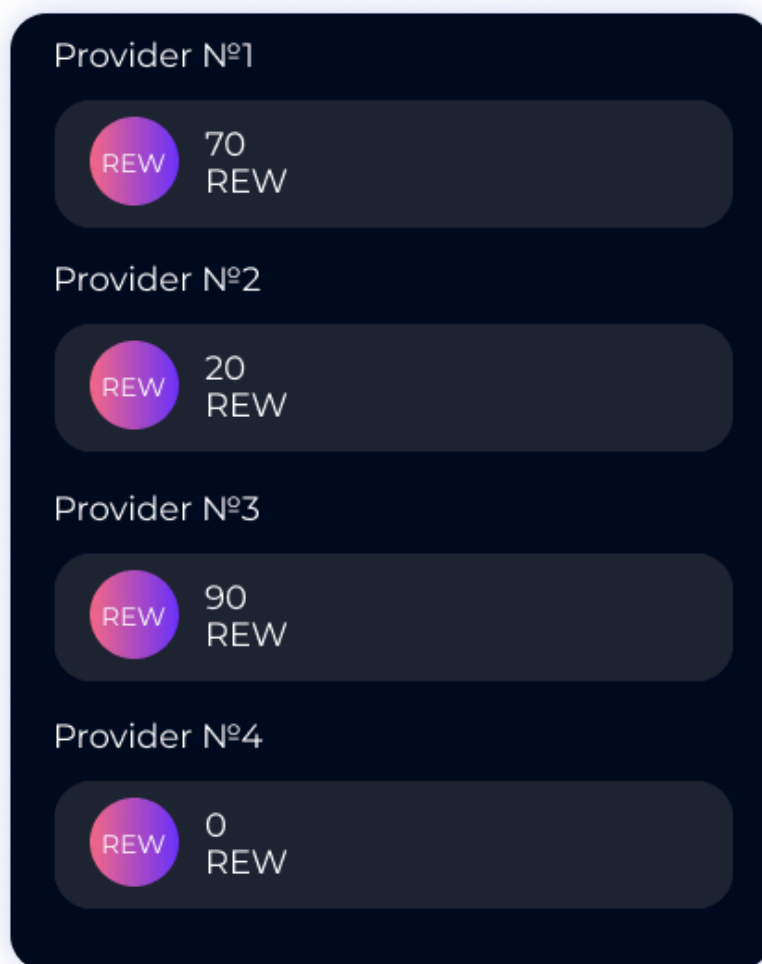 Provider №1
REW
70
REW
Provider №2
REW
20
REW
Provider №3
REW
90
REW
Provider №4
REW
0
REW